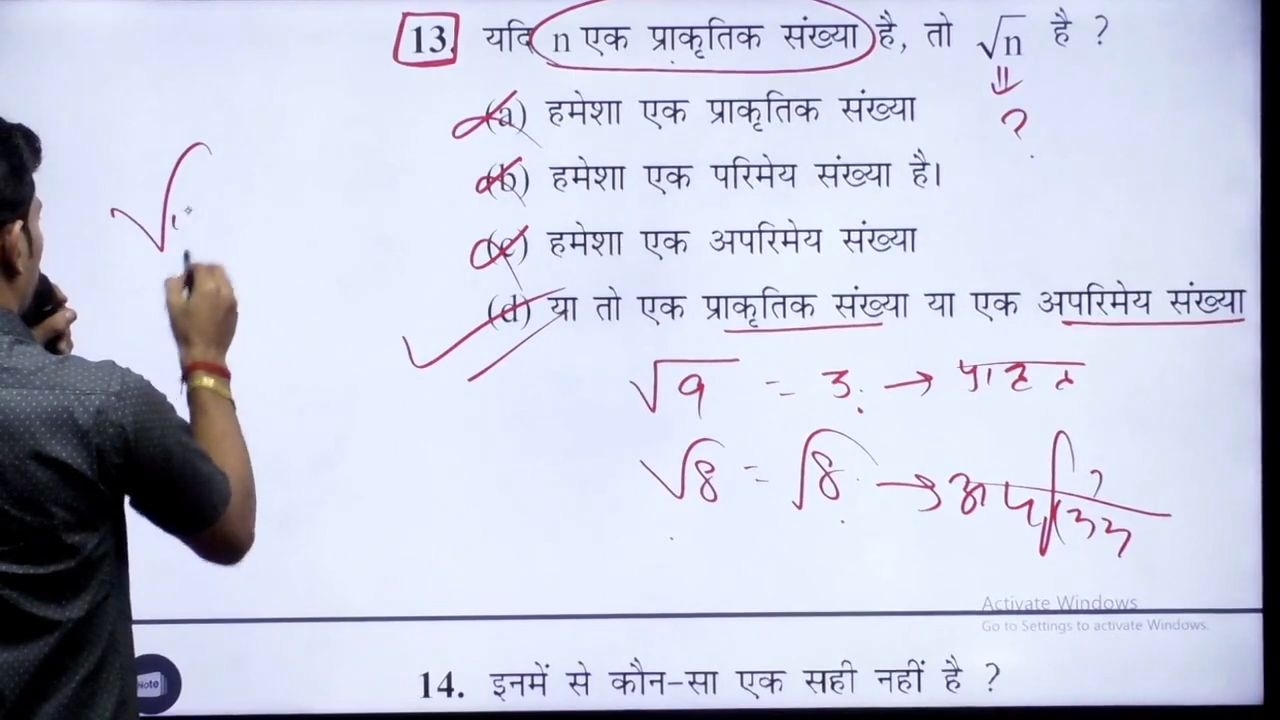 13. यदि n एक प्राकृतिक संख्या है, तो √n है ?
?
(a) हमेशा एक प्राकृतिक संख्या
(b) हमेशा एक परिमेय संख्या है।
(c) हमेशा एक अपरिमेय संख्या
(d) या तो एक प्राकृतिक संख्या या एक अपरिमेय संख्या
√9 = 3. →
√8 = √8. →
Activate Windows
Go to Settings to activate Windows.
Note
14. इनमें से कौन-सा एक सही नहीं है ?